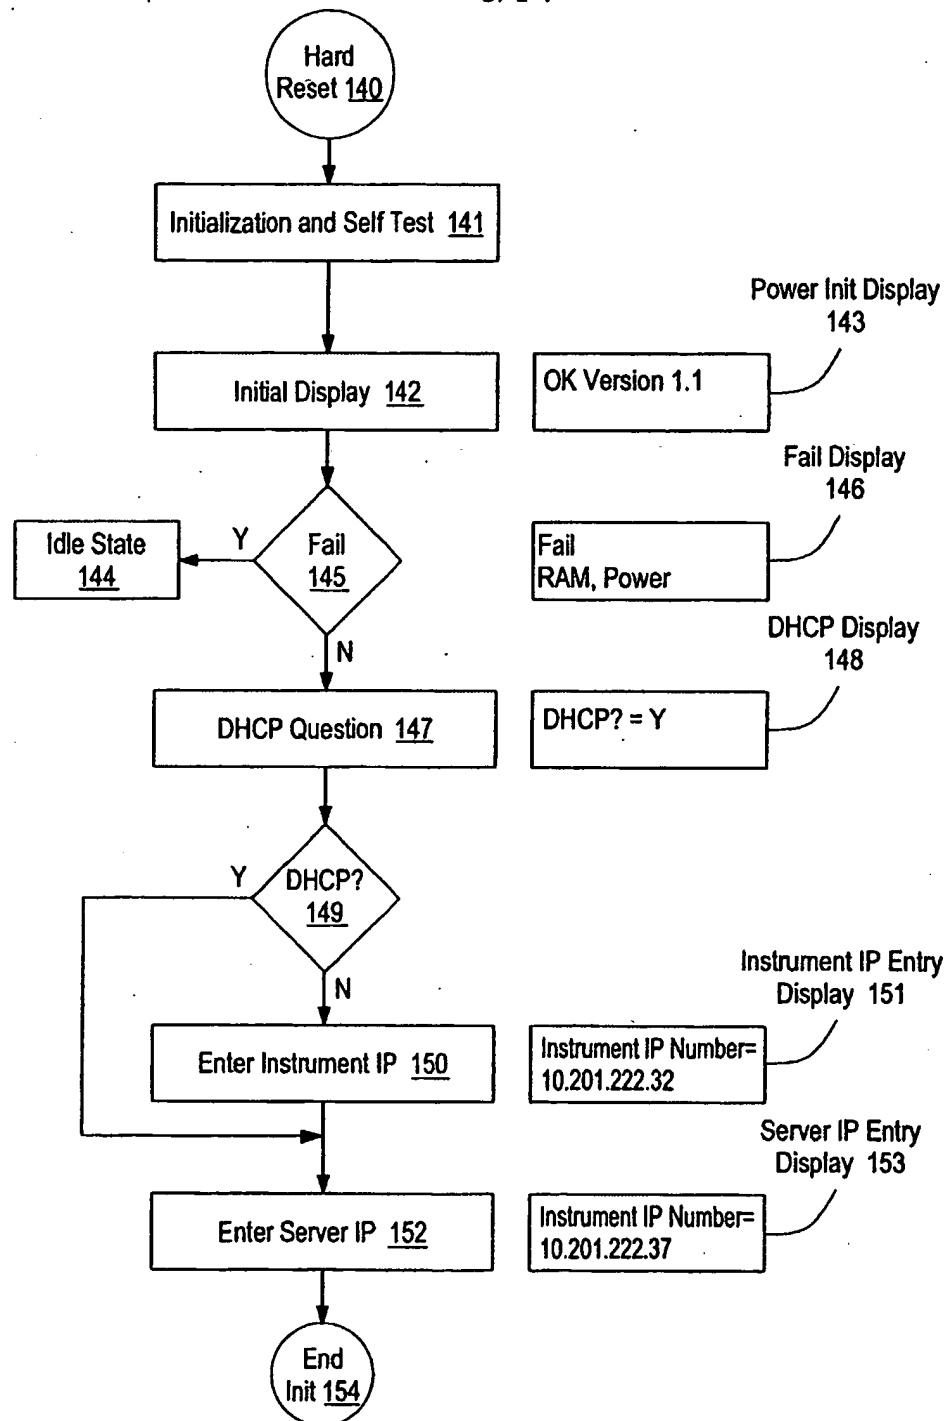 Hard
Reset 140
Initialization and Self Test 141
Power Init Display
143
Initial Display 142
OK Version 1.1
Fail Display
146
Idle State
144
Y
Fail
145
Fail
RAM, Power
N
DHCP Display
148
DHCP Question 147
DHCP? = Y
Y
DHCP?
149
N
Instrument IP Entry
Display 151
Enter Instrument IP 150
Instrument IP Number=
10.201.222.32
Server IP Entry
Display 153
Enter Server IP 152
Instrument IP Number=
10.201.222.37
End
Init 154